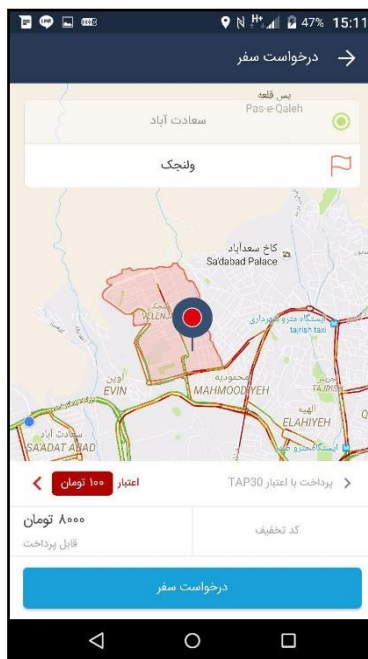 47% 15:11
درخواست سفر
پس قلعه
Pas-e-Qaleh
سعادت آباد
ولنجک
کاخ سعدآباد
Sa'dabad Palace
ایستگاه مترو شهرداری
tajrish taxi
اوین
EVIN
محمودیه
MAHMOODIYEH
الهیه
ELAHIYEH
سعادت آباد
SAADAT ABAD
پرداخت با اعتبار TAP30
اعتبار ۱۰۰ تومان
کد تخفیف
۸۰۰۰ تومان
قابل پرداخت
درخواست سفر